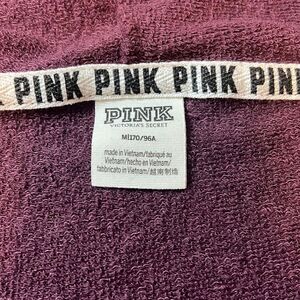 PINK PINK PINK PIN
PINK
VICTORIA'S SECRET
M/170/96A
made in Vietnam/fabriqué au
Vietnam/hecho en Vietnam/
fabbricato in Vietnam/越南制造